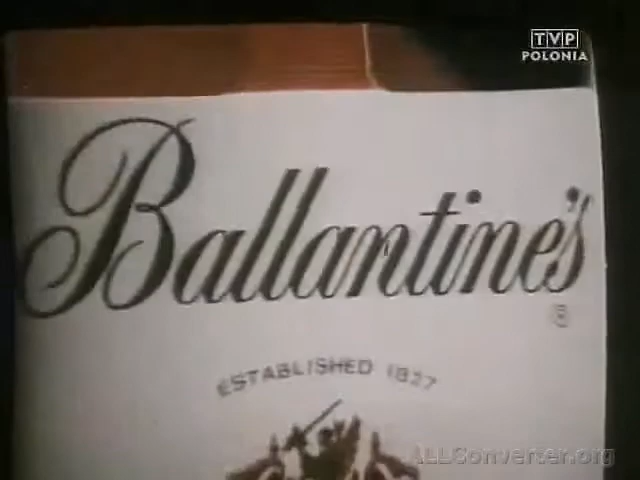 TVP
POLONIA
Ballantine's
®
ESTABLISHED 1827
ALLConverter.org